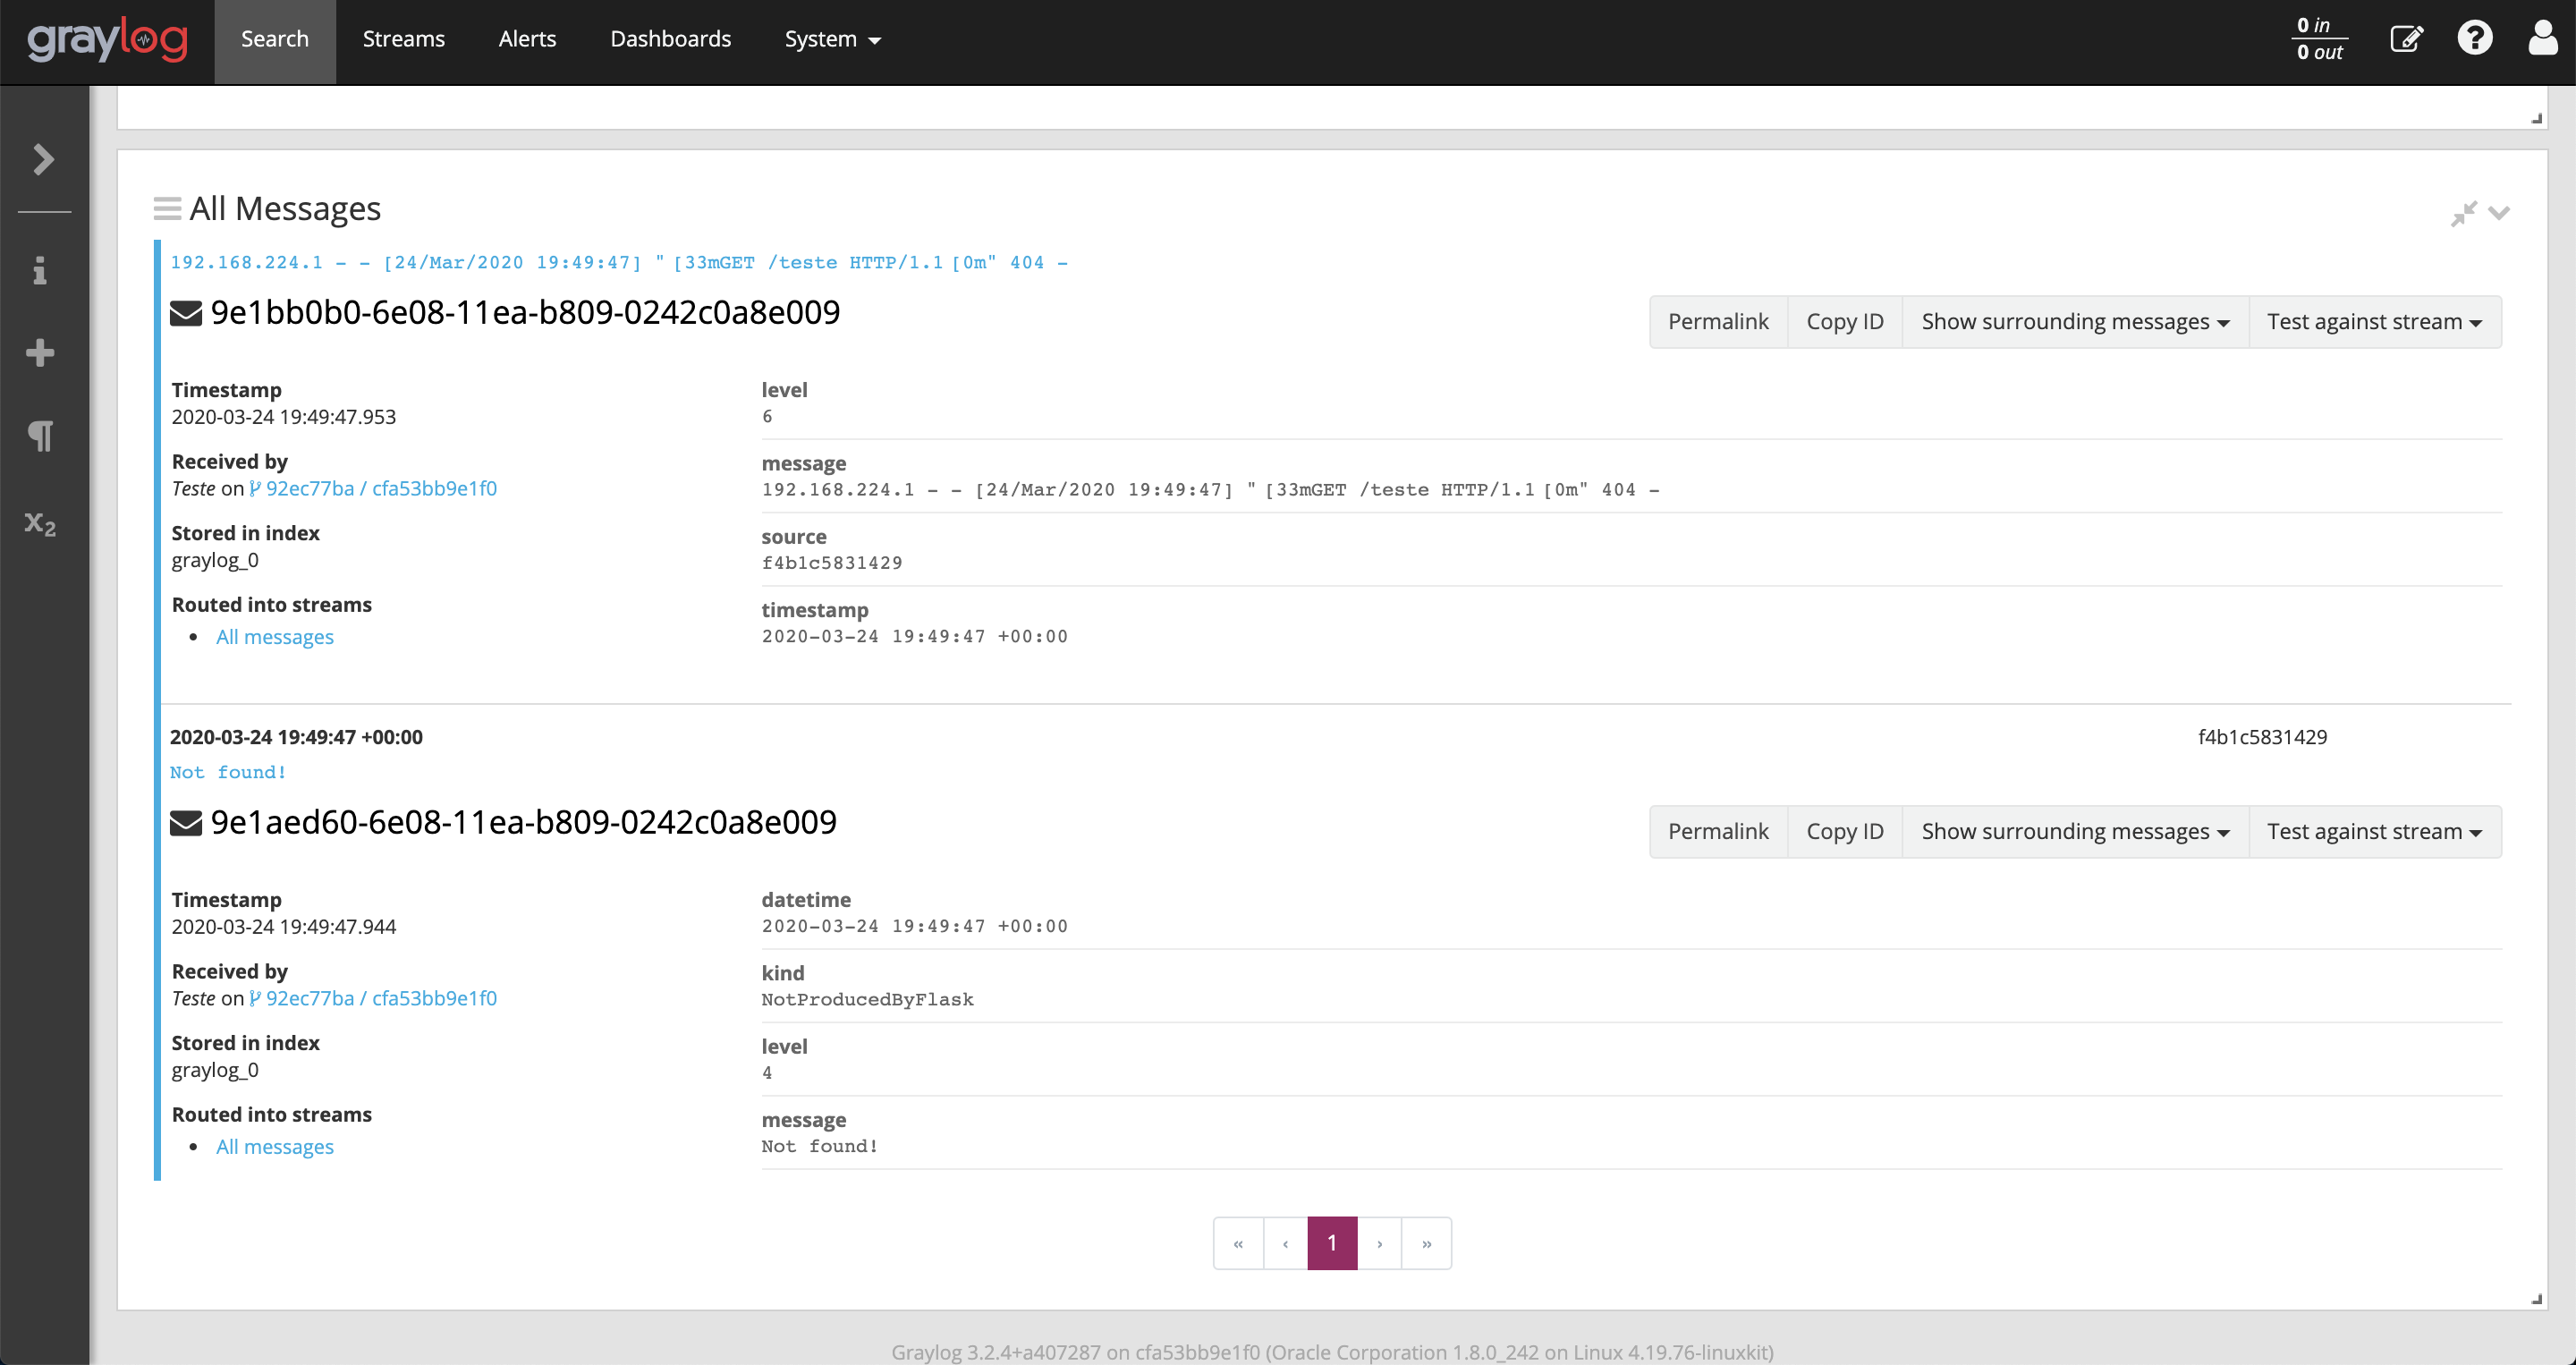 graylog Search Streams Alerts Dashboards System 0 in
0 out
All Messages
192.168.224.1 - - [24/Mar/2020 19:49:47] " [33mGET /teste HTTP/1.1 [0m" 404 -
9e1bb0b0-6e08-11ea-b809-0242c0a8e009
Permalink Copy ID Show surrounding messages Test against stream
Timestamp
2020-03-24 19:49:47.953
Received by
Teste on 92ec77ba / cfa53bb9e1f0
Stored in index
graylog_0
Routed into streams
• All messages
level
6
message
192.168.224.1 - - [24/Mar/2020 19:49:47] " [33mGET /teste HTTP/1.1 [0m" 404 -
source
f4b1c5831429
timestamp
2020-03-24 19:49:47 +00:00
2020-03-24 19:49:47 +00:00 f4b1c5831429
Not found!
9e1aed60-6e08-11ea-b809-0242c0a8e009
Permalink Copy ID Show surrounding messages Test against stream
Timestamp
2020-03-24 19:49:47.944
Received by
Teste on 92ec77ba / cfa53bb9e1f0
Stored in index
graylog_0
Routed into streams
• All messages
datetime
2020-03-24 19:49:47 +00:00
kind
NotProducedByFlask
level
4
message
Not found!
« ‹ 1 › »
Graylog 3.2.4+a407287 on cfa53bb9e1f0 (Oracle Corporation 1.8.0_242 on Linux 4.19.76-linuxkit)